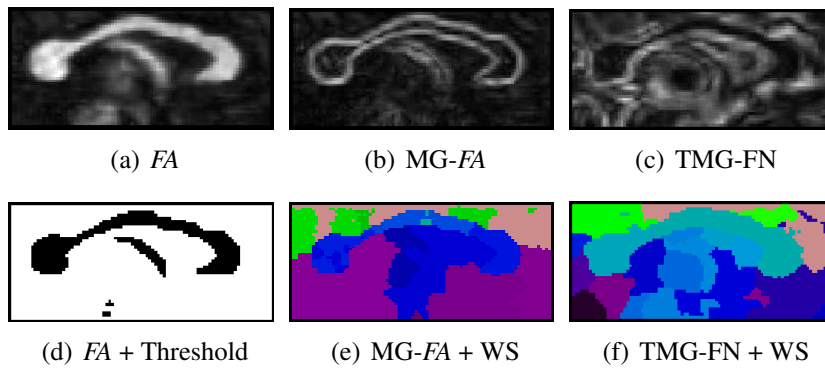 (a) FA
(b) MG-FA
(c) TMG-FN
(d) FA + Threshold
(e) MG-FA + WS
(f) TMG-FN + WS